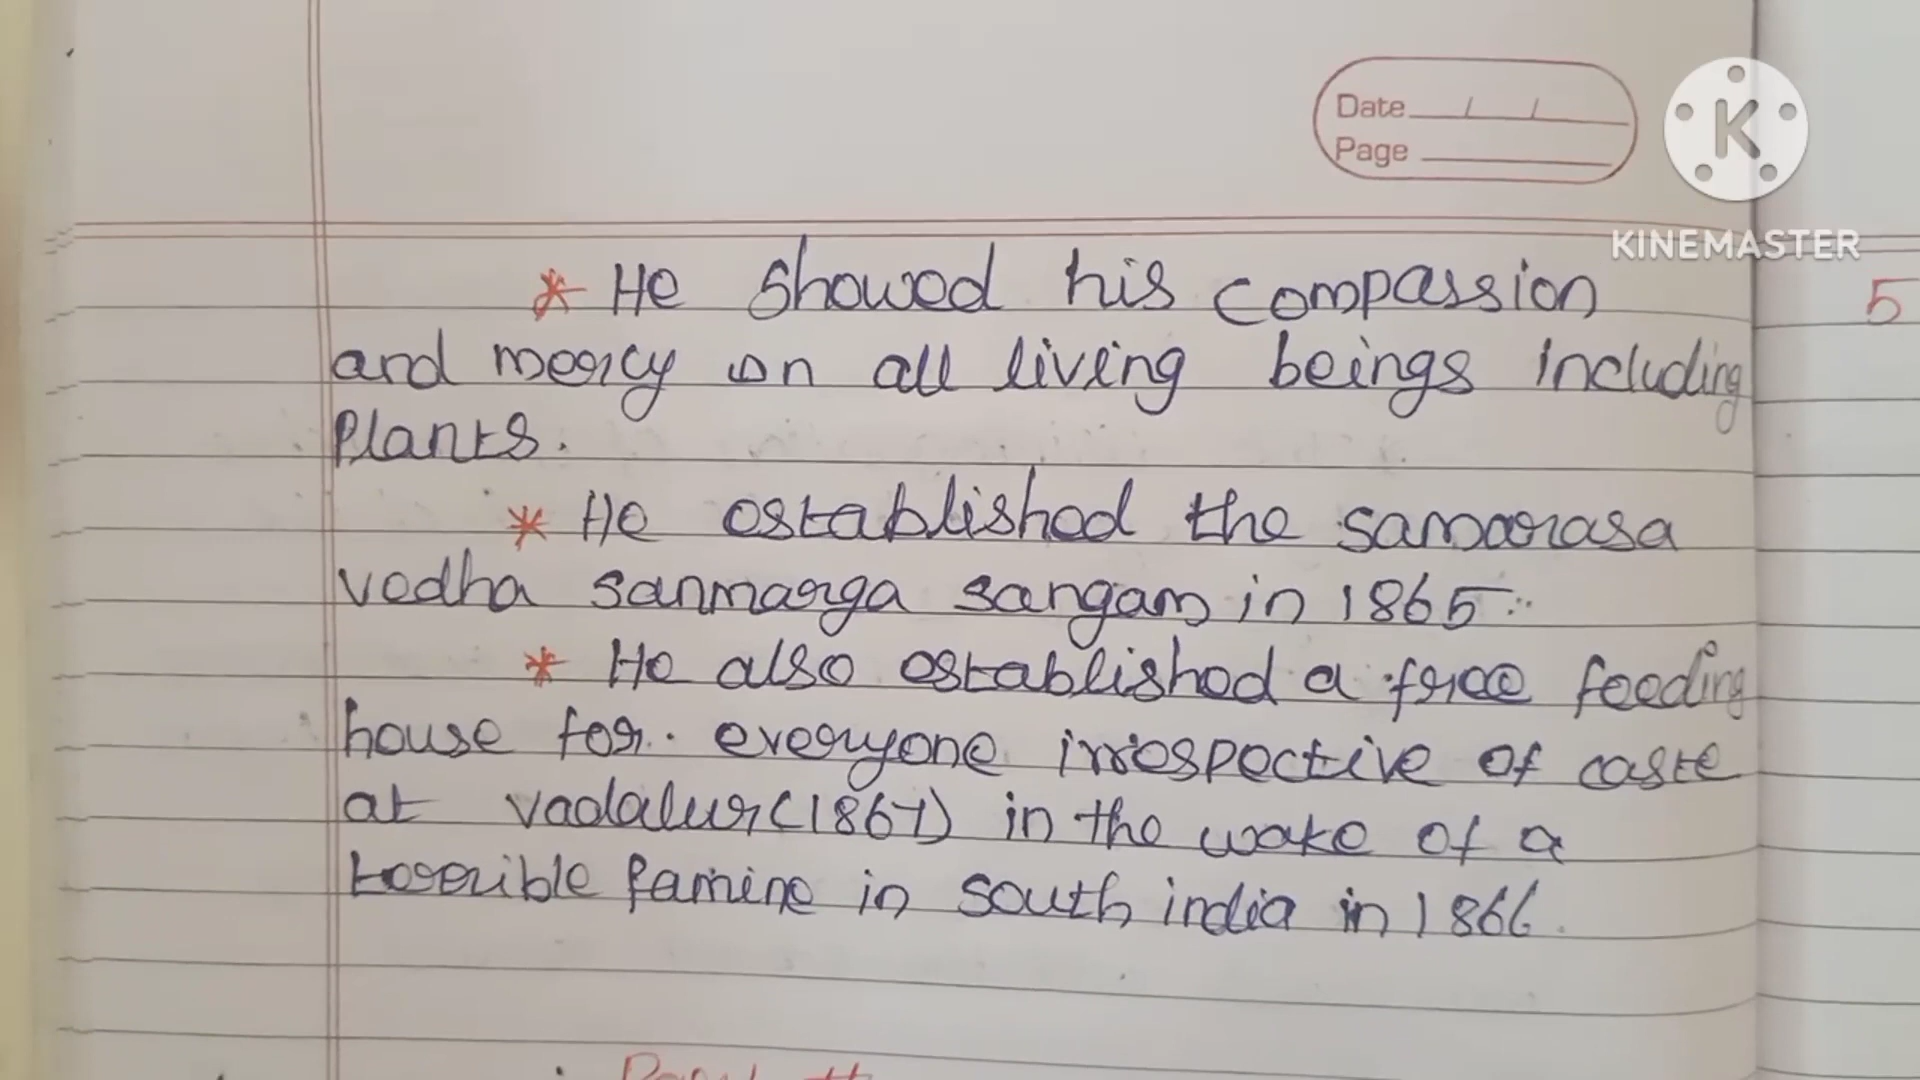 Date / /
Page
K
KINEMASTER
* He showed his compassion
5
and mercy on all living beings including
Plants.
* He established the samarasa
vedha sanmarga sangam in 1865.
* He also established a free feeding
house for everyone irrespective of caste
at vadalur (1867) in the wake of a
terrible famine in south india in 1866.